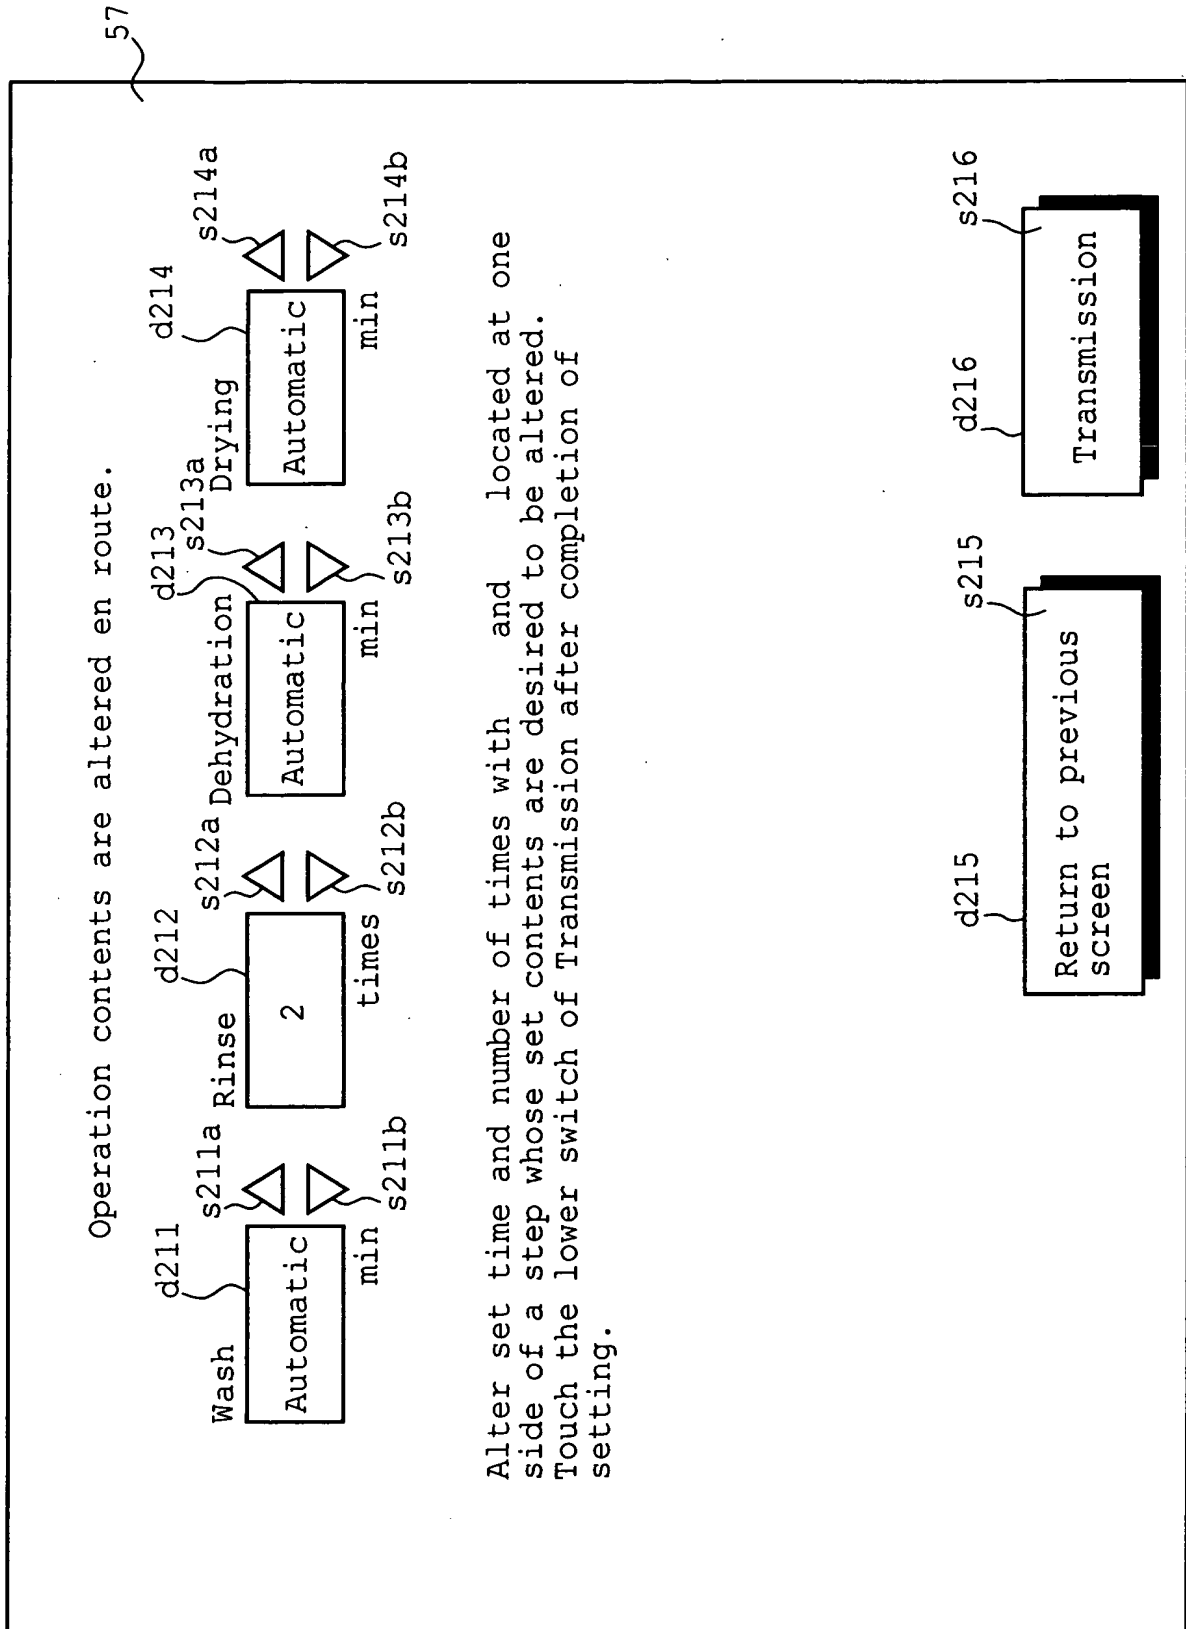 57
Operation contents are altered en route.
d211
s211a
d212
s212a
d213
s213a
d214
s214a
Wash
Rinse
Dehydration
Drying
Automatic
2
Automatic
Automatic
min
s211b
times
s212b
min
s213b
min
s214b
Alter set time and number of times with and located at one
side of a step whose set contents are desired to be altered.
Touch the lower switch of Transmission after completion of
setting.
d215
s215
d216
s216
Return to previous
screen
Transmission